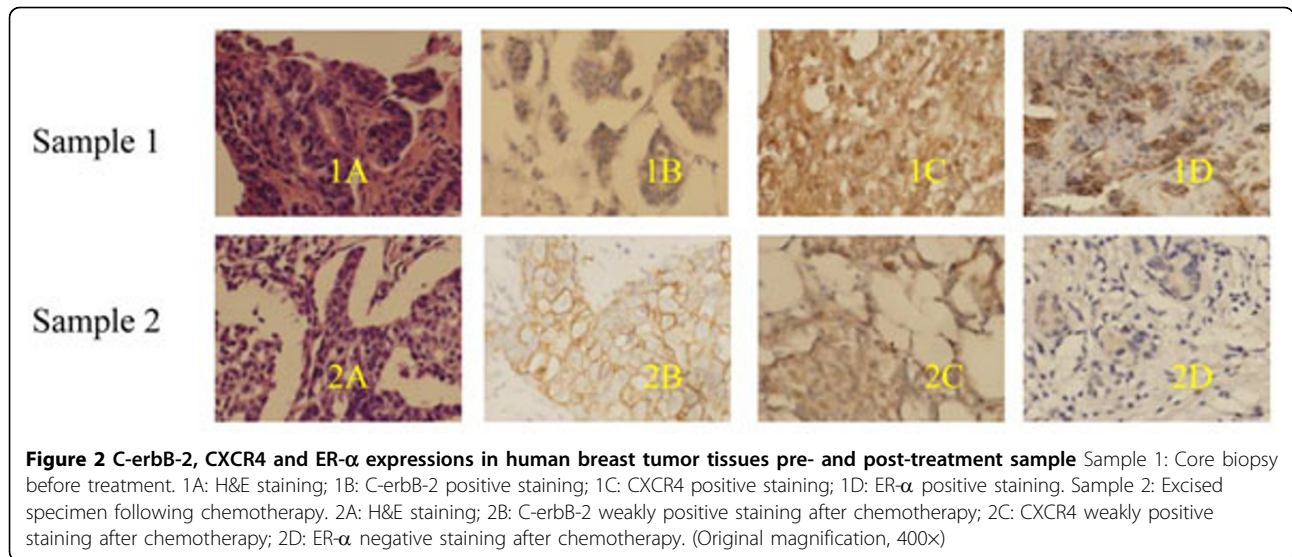 Sample 1
1A
1B
1C
1D
Sample 2
2A
2B
2C
2D
Figure 2 C-erbB-2, CXCR4 and ER-α expressions in human breast tumor tissues pre- and post-treatment sample Sample 1: Core biopsy
before treatment. 1A: H&E staining; 1B: C-erbB-2 positive staining; 1C: CXCR4 positive staining; 1D: ER-α positive staining. Sample 2: Excised
specimen following chemotherapy. 2A: H&E staining; 2B: C-erbB-2 weakly positive staining after chemotherapy; 2C: CXCR4 weakly positive
staining after chemotherapy; 2D: ER-α negative staining after chemotherapy. (Original magnification, 400×)